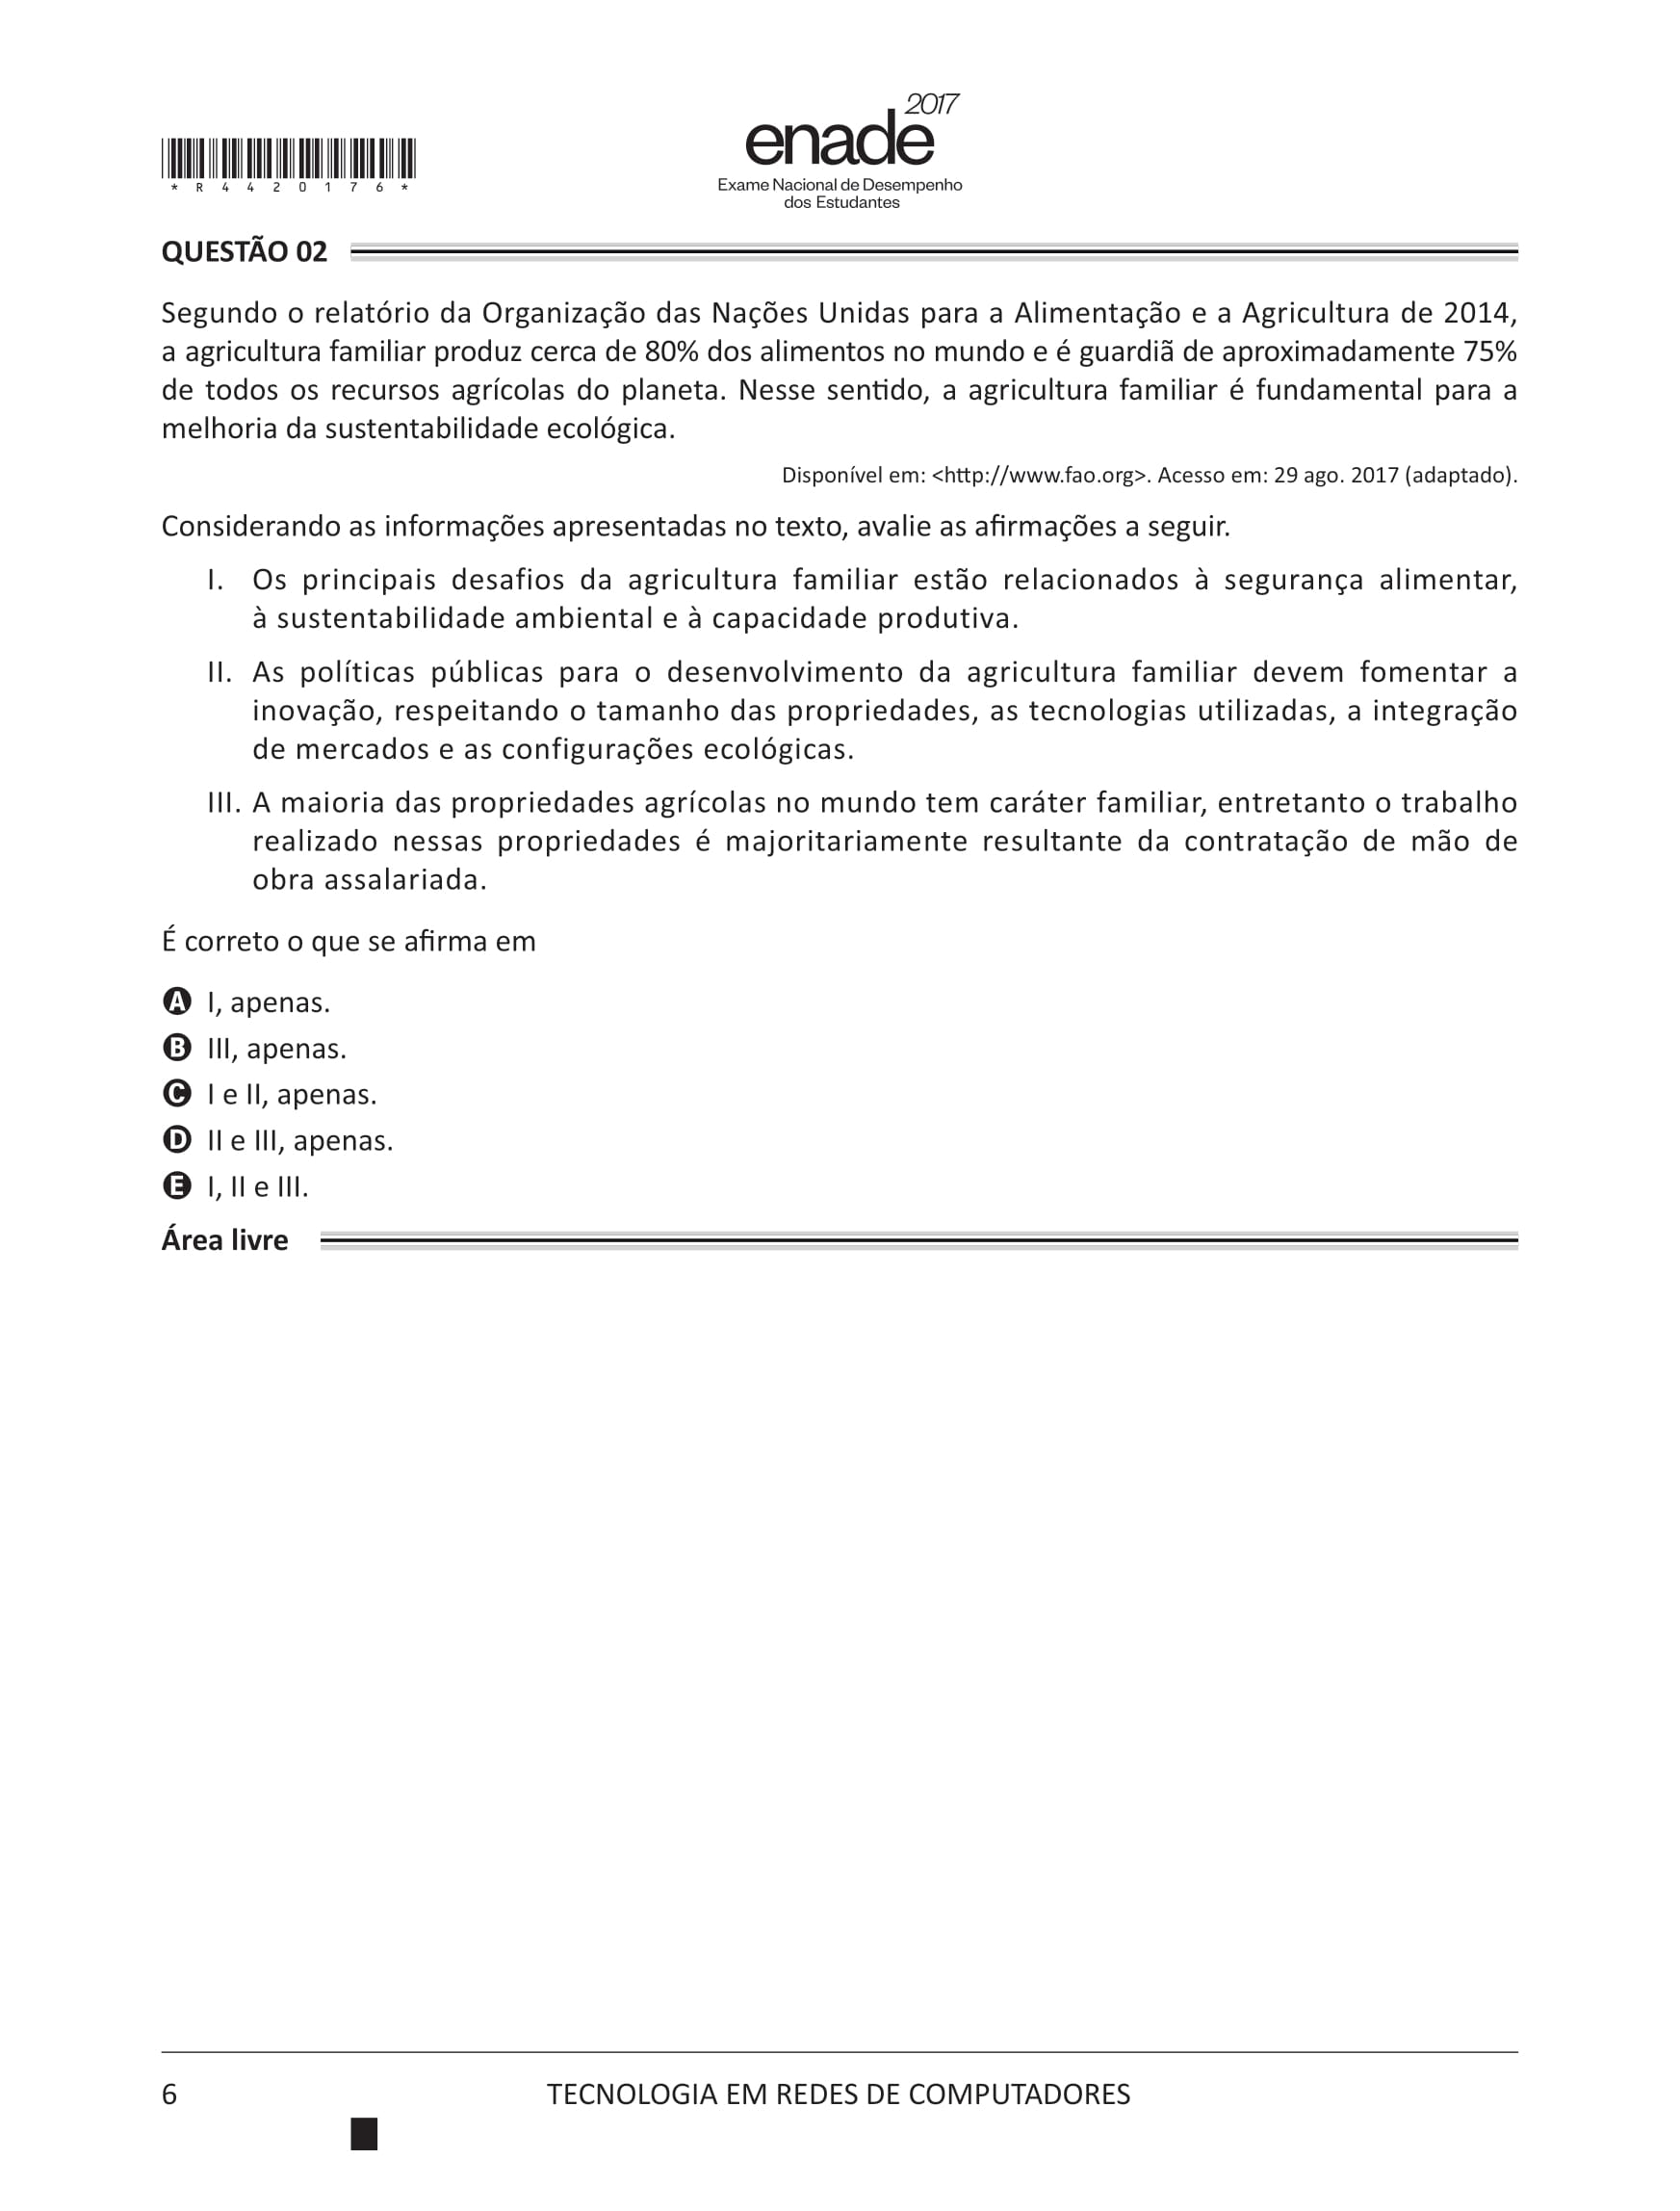 enade 2017
Exame Nacional de Desempenho
dos Estudantes
* R 4 4 2 0 1 7 6 *
QUESTÃO 02
Segundo o relatório da Organização das Nações Unidas para a Alimentação e a Agricultura de 2014,
a agricultura familiar produz cerca de 80% dos alimentos no mundo e é guardiã de aproximadamente 75%
de todos os recursos agrícolas do planeta. Nesse sentido, a agricultura familiar é fundamental para a
melhoria da sustentabilidade ecológica.
Disponível em: <http://www.fao.org>. Acesso em: 29 ago. 2017 (adaptado).
Considerando as informações apresentadas no texto, avalie as afirmações a seguir.
I. Os principais desafios da agricultura familiar estão relacionados à segurança alimentar,
à sustentabilidade ambiental e à capacidade produtiva.
II. As políticas públicas para o desenvolvimento da agricultura familiar devem fomentar a
inovação, respeitando o tamanho das propriedades, as tecnologias utilizadas, a integração
de mercados e as configurações ecológicas.
III. A maioria das propriedades agrícolas no mundo tem caráter familiar, entretanto o trabalho
realizado nessas propriedades é majoritariamente resultante da contratação de mão de
obra assalariada.
É correto o que se afirma em
A I, apenas.
B III, apenas.
C I e II, apenas.
D II e III, apenas.
E I, II e III.
Área livre
6
TECNOLOGIA EM REDES DE COMPUTADORES